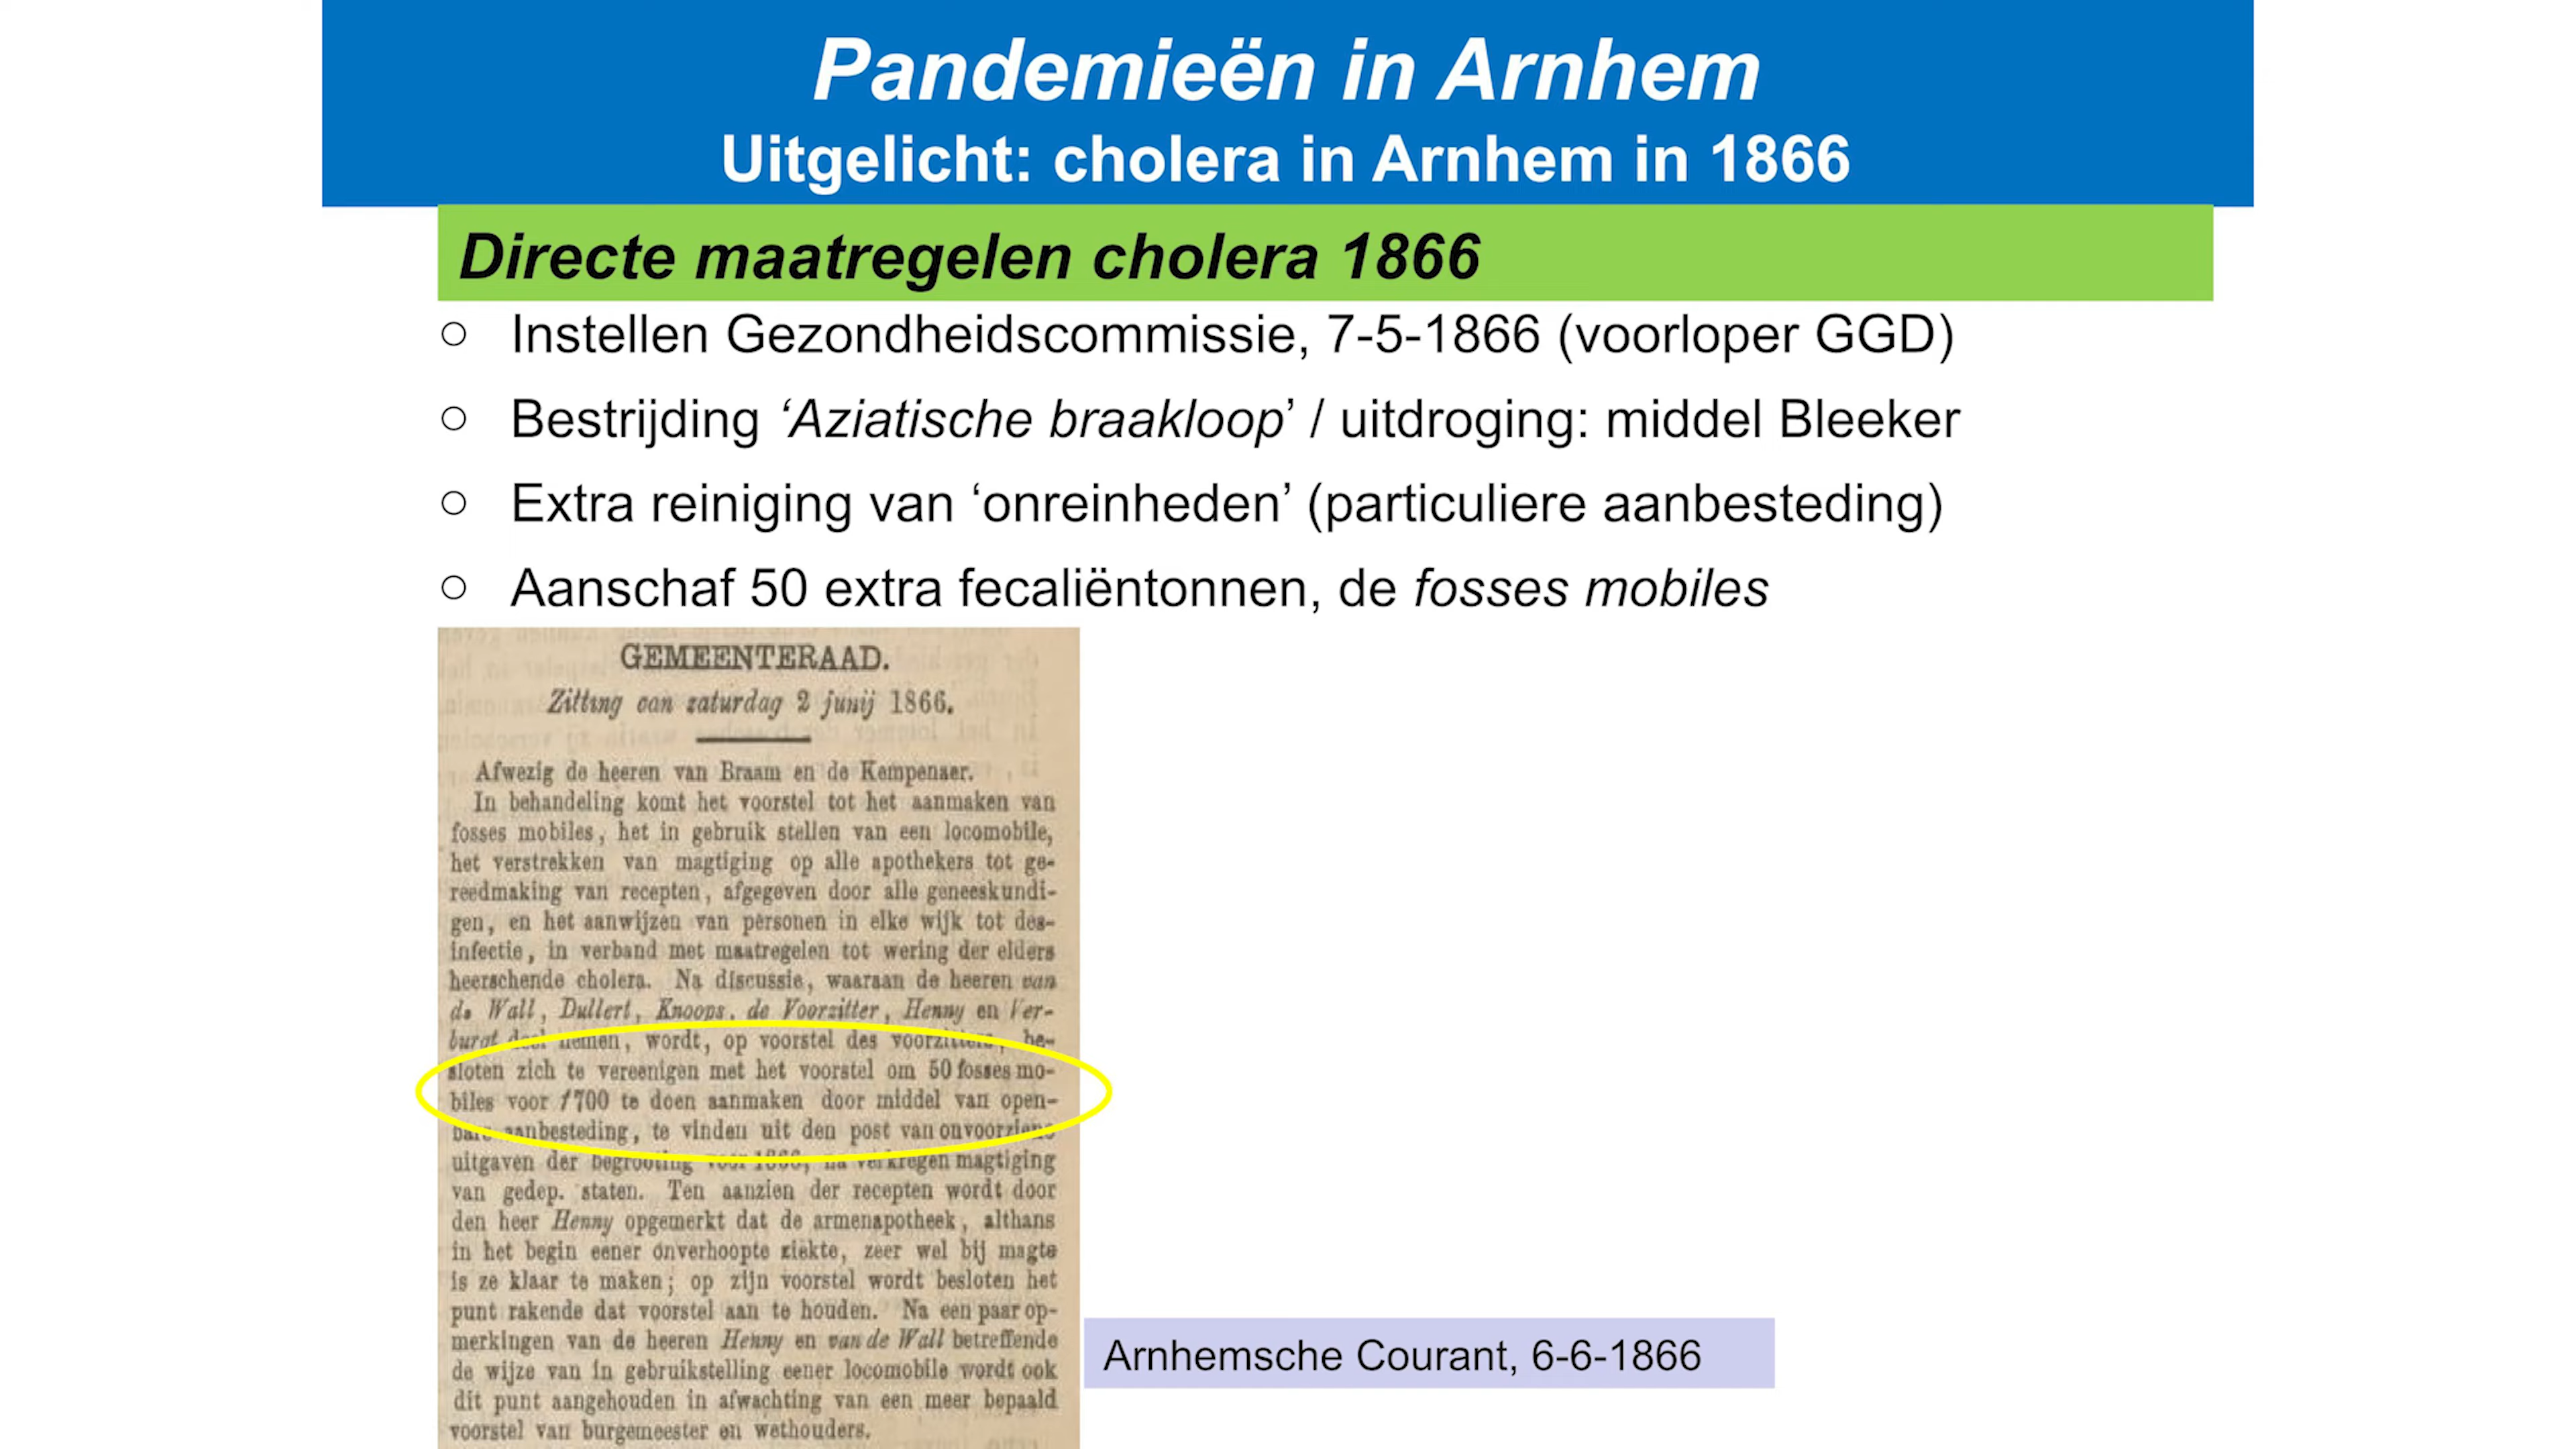 Pandemieën in Arnhem
Uitgelicht: cholera in Arnhem in 1866
Directe maatregelen cholera 1866
○ Instellen Gezondheidscommissie, 7-5-1866 (voorloper GGD)
○ Bestrijding ‘Aziatische braakloop’ / uitdroging: middel Bleeker
○ Extra reiniging van ‘onreinheden’ (particuliere aanbesteding)
○ Aanschaf 50 extra fecaliëntonnen, de fosses mobiles
GEMEENTERAAD.
Zitting van zaturdag 2 junij 1866.
Afwezig de heeren van Braam en de Kempenaer.
In behandeling komt het voorstel tot het aanmaken van
fosses mobiles, het in gebruik stellen van een locomobile,
het verstrekken van magtiging op alle apothekers tot ge-
reedmaking van recepten, afgegeven door alle geneeskundi-
gen, en het aanwijzen van personen in elke wijk tot des-
infectie, in verband met maatregelen tot wering der elders
heerschende cholera. Na discussie, waaraan de heeren van
de Wall, Dullert, Knoops, de Voorzitter, Henny en Ver-
burgt deel nemen, wordt, op voorstel des voorzitters, be-
sloten zich te vereenigen met het voorstel om 50 fosses mo-
biles voor f 700 te doen aanmaken door middel van open-
bare aanbesteding, te vinden uit den post van onvoorziene
uitgaven der begrooting voor 1866, na verkregen magtiging
van gedep. staten. Ten aanzien der recepten wordt door
den heer Henny opgemerkt dat de armenapotheek, althans
in het begin eener onverhoopte ziekte, zeer wel bij magte
is ze klaar te maken; op zijn voorstel wordt besloten het
punt rakende dat voorstel aan te houden. Na een paar op-
merkingen van de heeren Henny en van de Wall betreffende
de wijze van in gebruikstelling eener locomobile wordt ook
dit punt aangehouden in afwachting van een meer bepaald
voorstel van burgemeester en wethouders.
Arnhemsche Courant, 6-6-1866